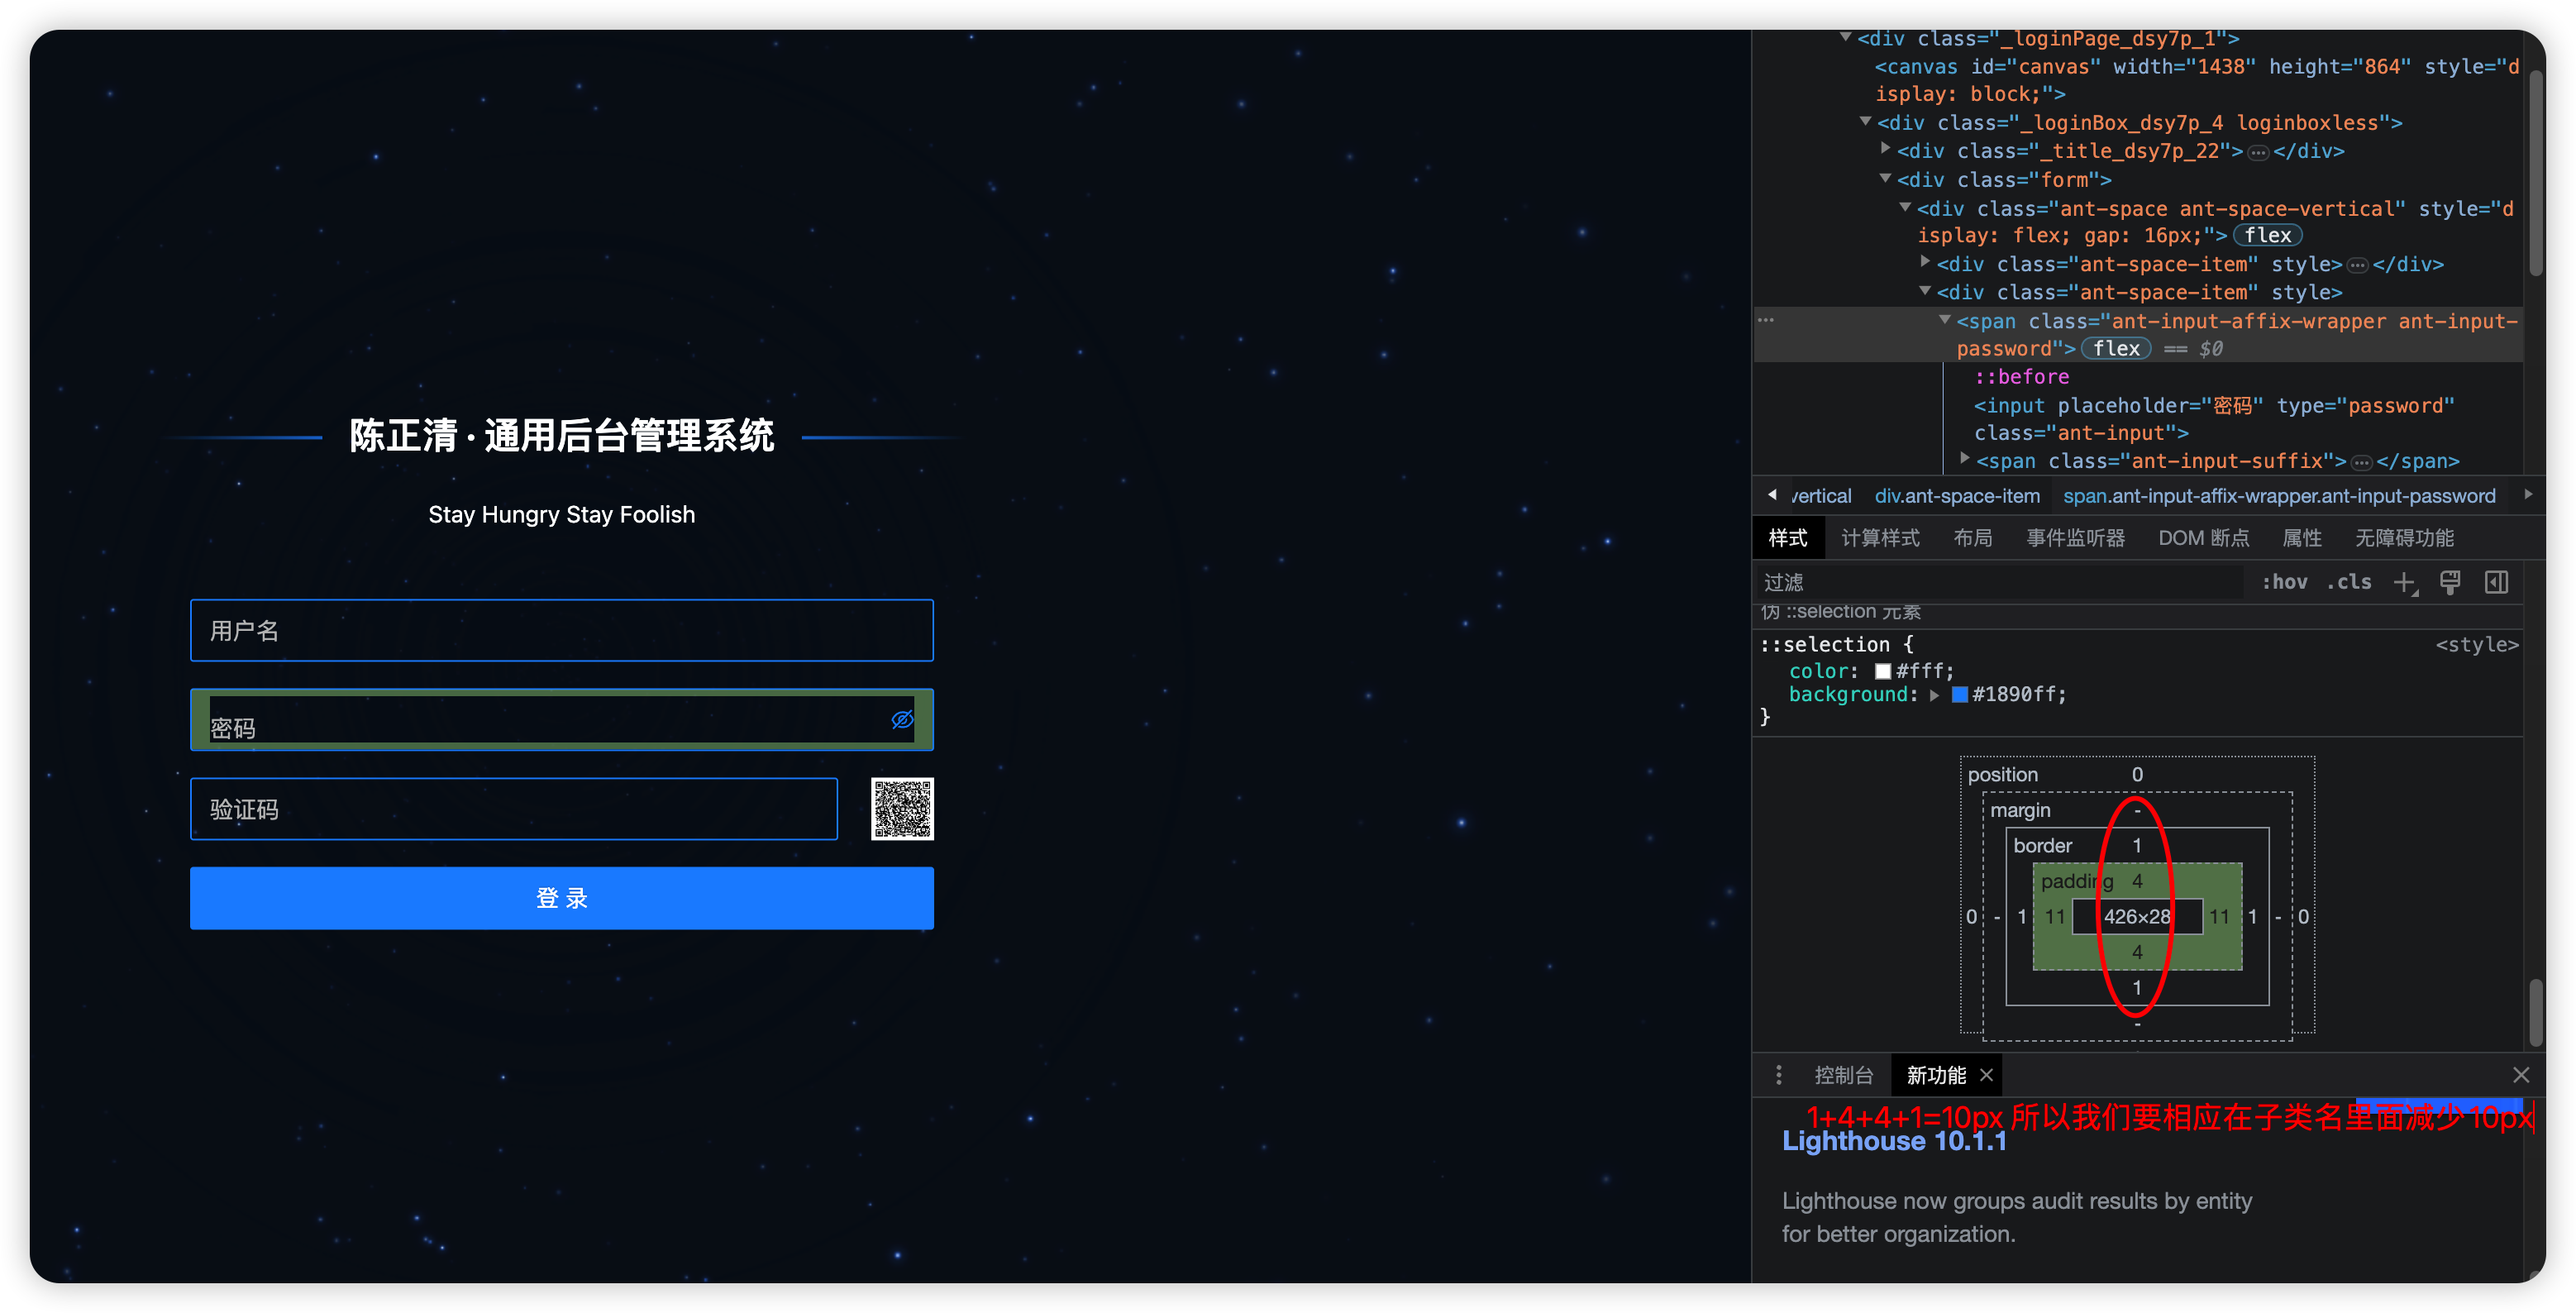 陈正清 · 通用后台管理系统
Stay Hungry Stay Foolish
用户名
密码
验证码
登 录
<div class="_loginPage_dsy7p_1">
<canvas id="canvas" width="1438" height="864" style="d
isplay: block;">
<div class="_loginBox_dsy7p_4 loginboxless">
<div class="_title_dsy7p_22">…</div>
<div class="form">
<div class="ant-space ant-space-vertical" style="d
isplay: flex; gap: 16px;"> flex
<div class="ant-space-item" style>…</div>
<div class="ant-space-item" style>
… <span class="ant-input-affix-wrapper ant-input-
password"> flex == $0
::before
<input placeholder="密码" type="password"
class="ant-input">
<span class="ant-input-suffix">…</span>
vertical div.ant-space-item span.ant-input-affix-wrapper.ant-input-password
样式 计算样式 布局 事件监听器 DOM 断点 属性 无障碍功能
过滤 :hov .cls
伪 ::selection 元素
::selection { <style>
color: #fff;
background: #1890ff;
}
position 0
margin -
border 1
padding 4
0 - 1 11 426×28 11 1 - 0
4
1
-
控制台 新功能
1+4+4+1=10px 所以我们要相应在子类名里面减少10px
Lighthouse 10.1.1
Lighthouse now groups audit results by entity
for better organization.